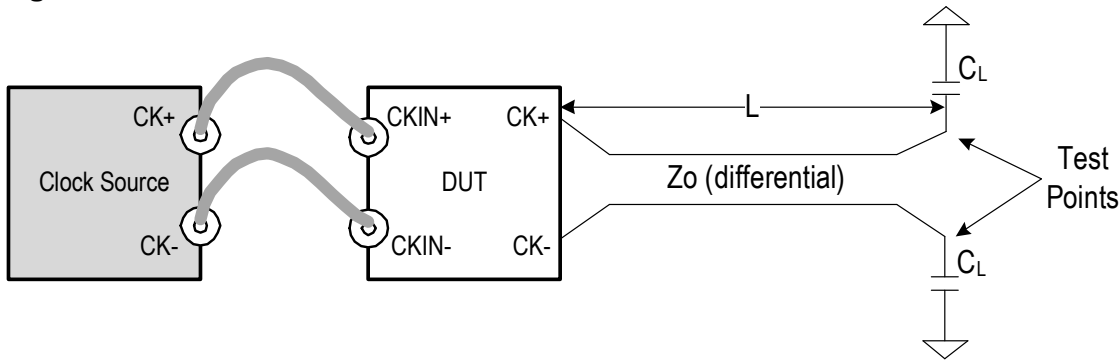 CL
CK+
CKIN+
CK+
L
Clock Source
DUT
Zo (differential)
Test
Points
CK-
CKIN-
CK-
CL